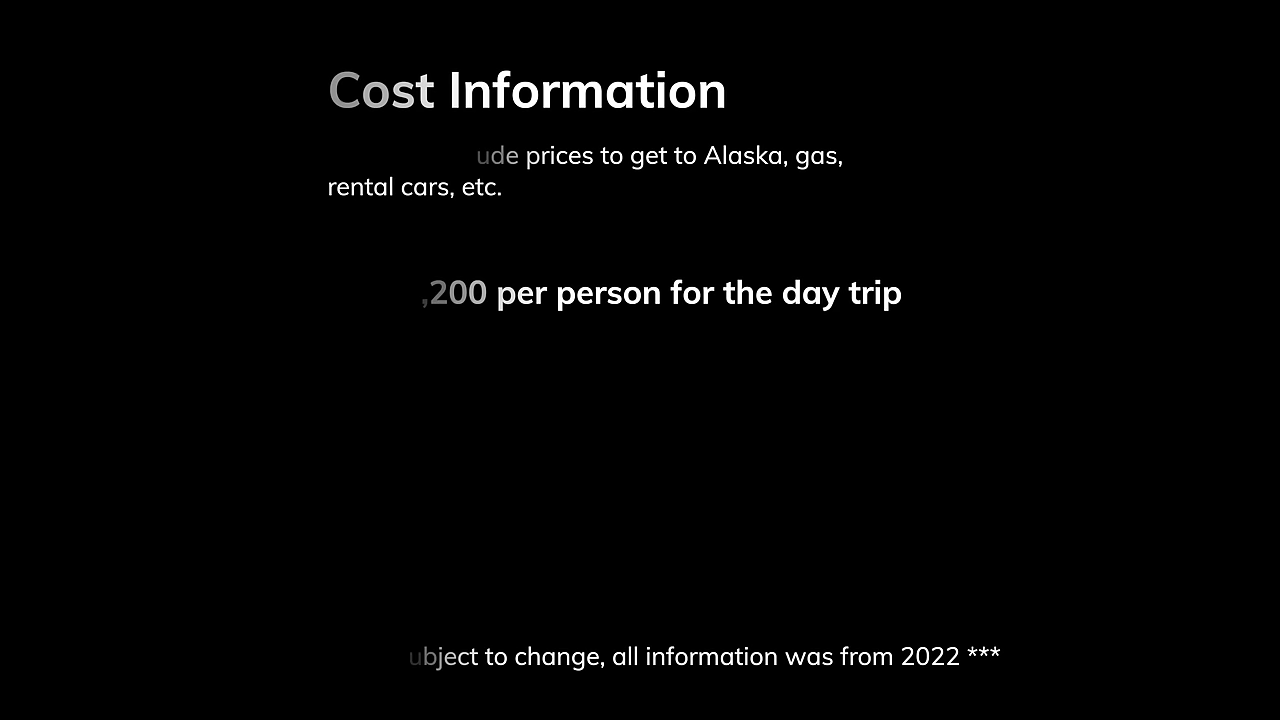 Cost Information
ude prices to get to Alaska, gas,
rental cars, etc.
,200 per person for the day trip
ubject to change, all information was from 2022 ***